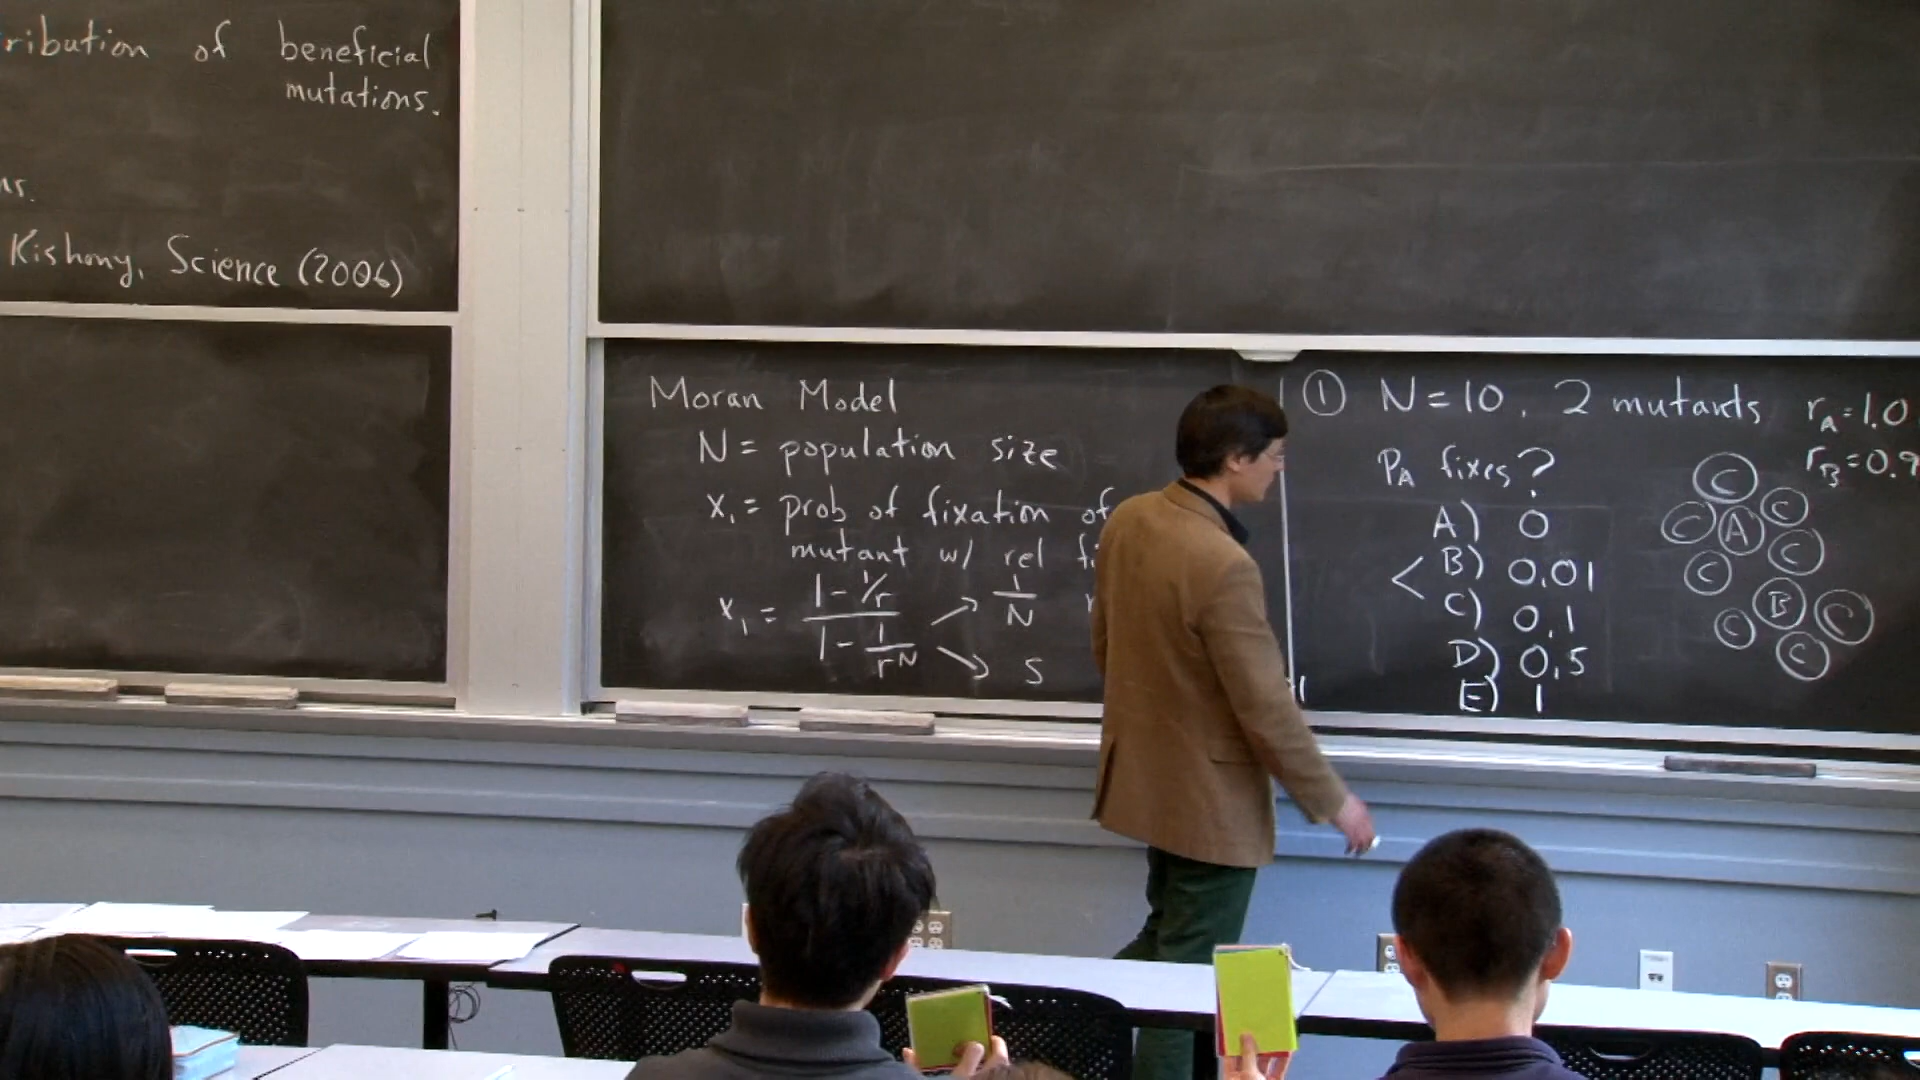 of beneficial
mutations.
Kishony, Science (2006)
Moran Model
N = population size
x₁ = prob of fixation of
mutant w/ rel
x₁ = (1 - 1/r) / (1 - 1/r^N) → 1/N
→ s
① N=10, 2 mutants r_A=1.0
P_A fixes? r_B=0.9
A) 0
< B) 0.01
C) 0.1
D) 0.5
E) 1
C
C
C A
C
C
B C
C
C